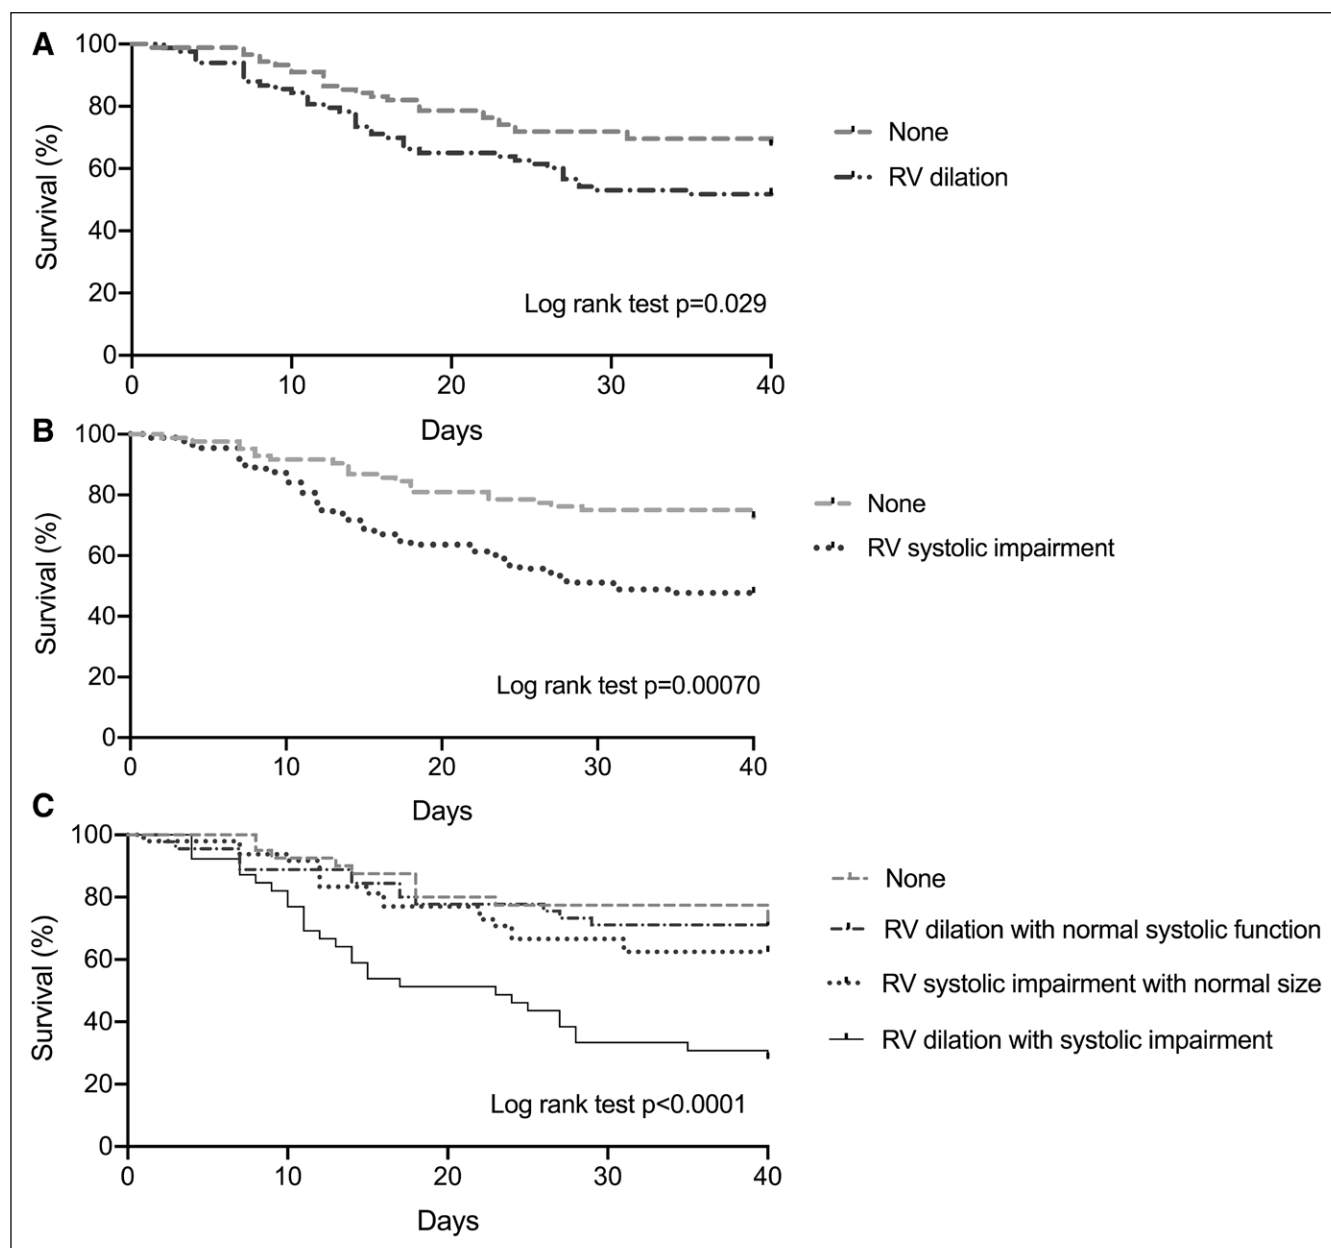 A
Survival (%)
100
80
60
40
20
0
0 10 20 30 40
Days
Log rank test p=0.029
None
RV dilation
B
Survival (%)
100
80
60
40
20
0
0 10 20 30 40
Days
Log rank test p=0.00070
None
RV systolic impairment
C
Survival (%)
100
80
60
40
20
0
0 10 20 30 40
Days
Log rank test p<0.0001
None
RV dilation with normal systolic function
RV systolic impairment with normal size
RV dilation with systolic impairment